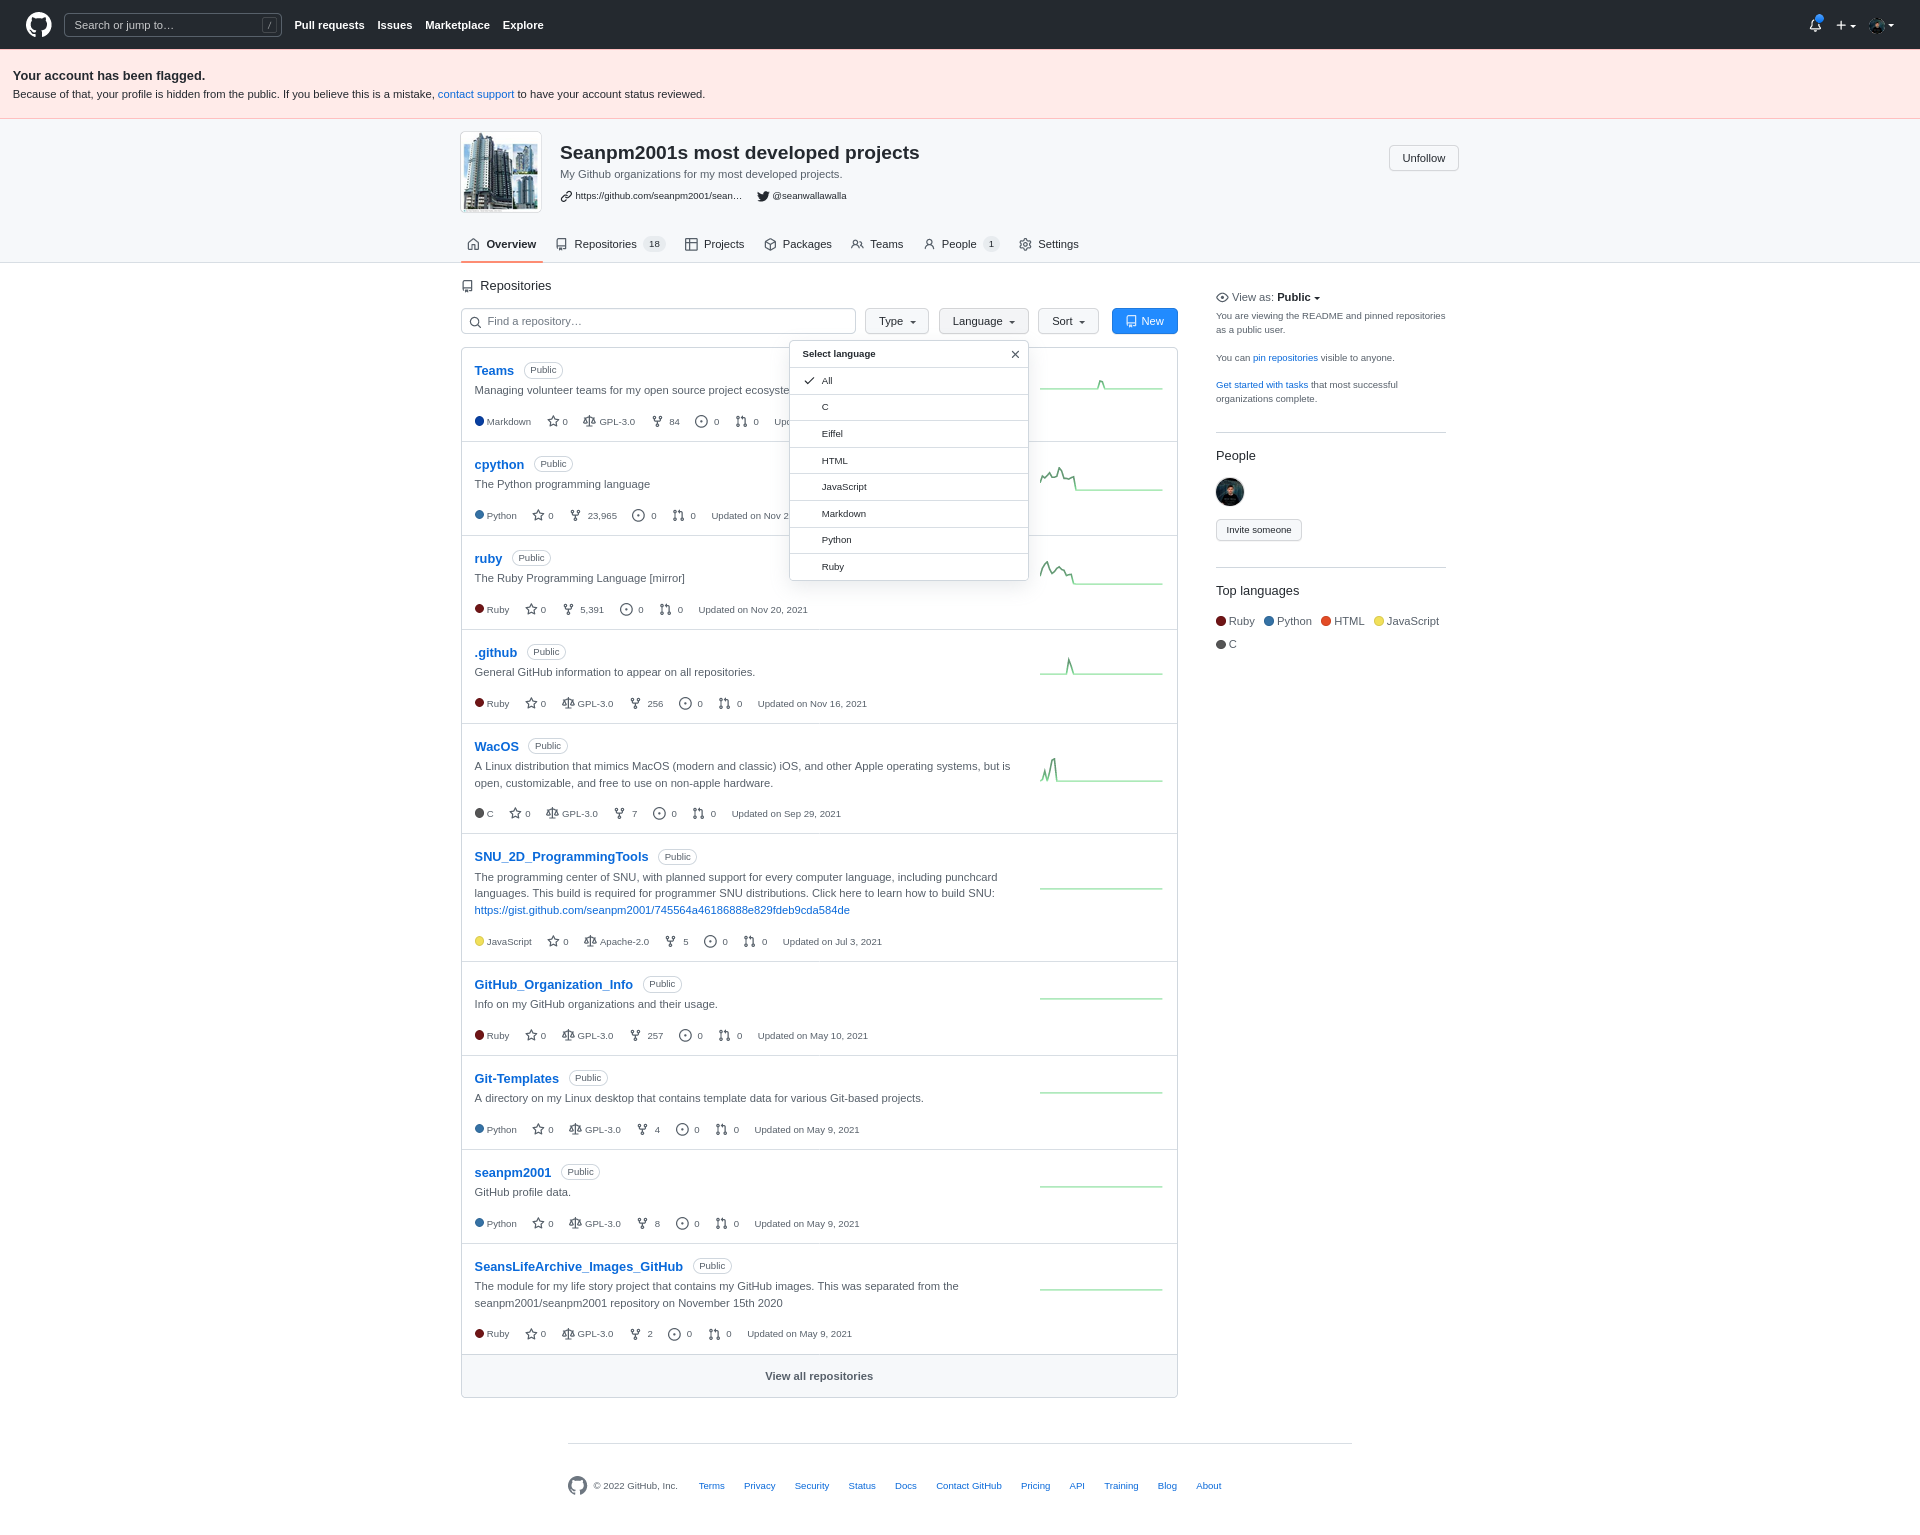 Search or jump to…
/
Pull requests
Issues
Marketplace
Explore
Your account has been flagged.
Because of that, your profile is hidden from the public. If you believe this is a mistake, contact support to have your account status reviewed.
Seanpm2001s most developed projects
My Github organizations for my most developed projects.
https://github.com/seanpm2001/sean…
@seanwallawalla
Unfollow
Overview
Repositories 18
Projects
Packages
Teams
People 1
Settings
Repositories
Find a repository…
Type
Language
Sort
New
Select language
All
C
Eiffel
HTML
JavaScript
Markdown
Python
Ruby
Teams Public
Managing volunteer teams for my open source project ecosyste
Markdown 0 GPL-3.0 84 0 0 Upd
cpython Public
The Python programming language
Python 0 23,965 0 0 Updated on Nov 2
ruby Public
The Ruby Programming Language [mirror]
Ruby 0 5,391 0 0 Updated on Nov 20, 2021
.github Public
General GitHub information to appear on all repositories.
Ruby 0 GPL-3.0 256 0 0 Updated on Nov 16, 2021
WacOS Public
A Linux distribution that mimics MacOS (modern and classic) iOS, and other Apple operating systems, but is
open, customizable, and free to use on non-apple hardware.
C 0 GPL-3.0 7 0 0 Updated on Sep 29, 2021
SNU_2D_ProgrammingTools Public
The programming center of SNU, with planned support for every computer language, including punchcard
languages. This build is required for programmer SNU distributions. Click here to learn how to build SNU:
https://gist.github.com/seanpm2001/745564a46186888e829fdeb9cda584de
JavaScript 0 Apache-2.0 5 0 0 Updated on Jul 3, 2021
GitHub_Organization_Info Public
Info on my GitHub organizations and their usage.
Ruby 0 GPL-3.0 257 0 0 Updated on May 10, 2021
Git-Templates Public
A directory on my Linux desktop that contains template data for various Git-based projects.
Python 0 GPL-3.0 4 0 0 Updated on May 9, 2021
seanpm2001 Public
GitHub profile data.
Python 0 GPL-3.0 8 0 0 Updated on May 9, 2021
SeansLifeArchive_Images_GitHub Public
The module for my life story project that contains my GitHub images. This was separated from the
seanpm2001/seanpm2001 repository on November 15th 2020
Ruby 0 GPL-3.0 2 0 0 Updated on May 9, 2021
View all repositories
View as: Public
You are viewing the README and pinned repositories
as a public user.
You can pin repositories visible to anyone.
Get started with tasks that most successful
organizations complete.
People
Invite someone
Top languages
Ruby Python HTML JavaScript
C
© 2022 GitHub, Inc.
Terms
Privacy
Security
Status
Docs
Contact GitHub
Pricing
API
Training
Blog
About